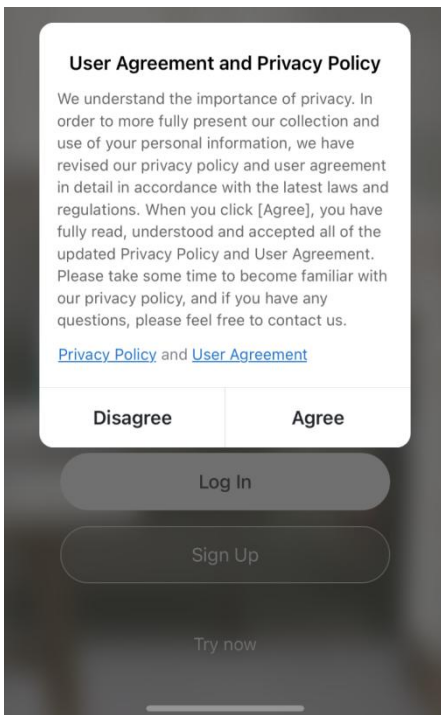 User Agreement and Privacy Policy
We understand the importance of privacy. In
order to more fully present our collection and
use of your personal information, we have
revised our privacy policy and user agreement
in detail in accordance with the latest laws and
regulations. When you click [Agree], you have
fully read, understood and accepted all of the
updated Privacy Policy and User Agreement.
Please take some time to become familiar with
our privacy policy, and if you have any
questions, please feel free to contact us.
Privacy Policy and User Agreement
Disagree Agree
Log In
Sign Up
Try now